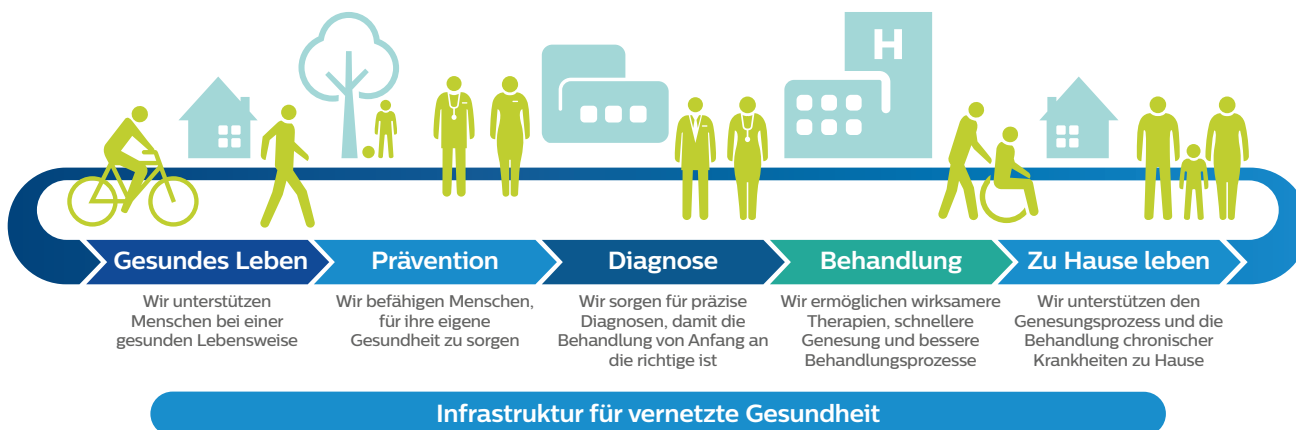 H
Gesundes Leben
Wir unterstützen
Menschen bei einer
gesunden Lebensweise
Prävention
Wir befähigen Menschen,
für ihre eigene
Gesundheit zu sorgen
Diagnose
Wir sorgen für präzise
Diagnosen, damit die
Behandlung von Anfang an
die richtige ist
Behandlung
Wir ermöglichen wirksamere
Therapien, schnellere
Genesung und bessere
Behandlungsprozesse
Zu Hause leben
Wir unterstützen den
Genesungsprozess und die
Behandlung chronischer
Krankheiten zu Hause
Infrastruktur für vernetzte Gesundheit